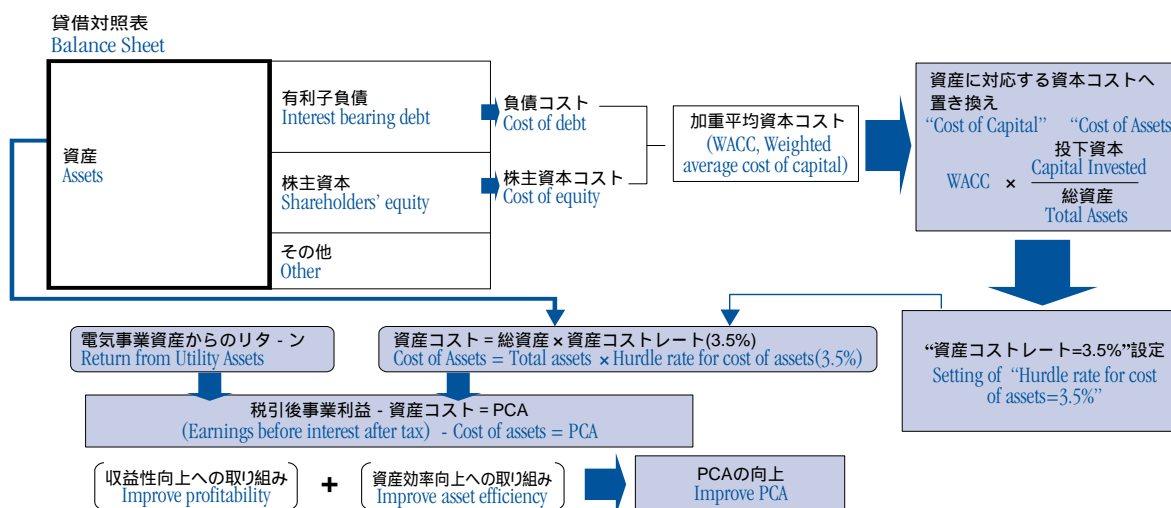 貸借対照表
Balance Sheet
資産
Assets
有利子負債
Interest bearing debt
株主資本
Shareholders' equity
その他
Other
負債コスト
Cost of debt
株主資本コスト
Cost of equity
加重平均資本コスト
(WACC, Weighted
average cost of capital)
資産に対応する資本コストへ
置き換え
“Cost of Capital” “Cost of Assets
WACC × 投下資本
Capital Invested
総資産
Total Assets
電気事業資産からのリタ - ン
Return from Utility Assets
資産コスト = 総資産 × 資産コストレート(3.5%)
Cost of Assets = Total assets × Hurdle rate for cost of assets(3.5%)
“資産コストレート=3.5%”設定
Setting of “Hurdle rate for cost
of assets=3.5%”
税引後事業利益 - 資産コスト = PCA
(Earnings before interest after tax) - Cost of assets = PCA
収益性向上への取り組み
Improve profitability
+
資産効率向上への取り組み
Improve asset efficiency
PCAの向上
Improve PCA